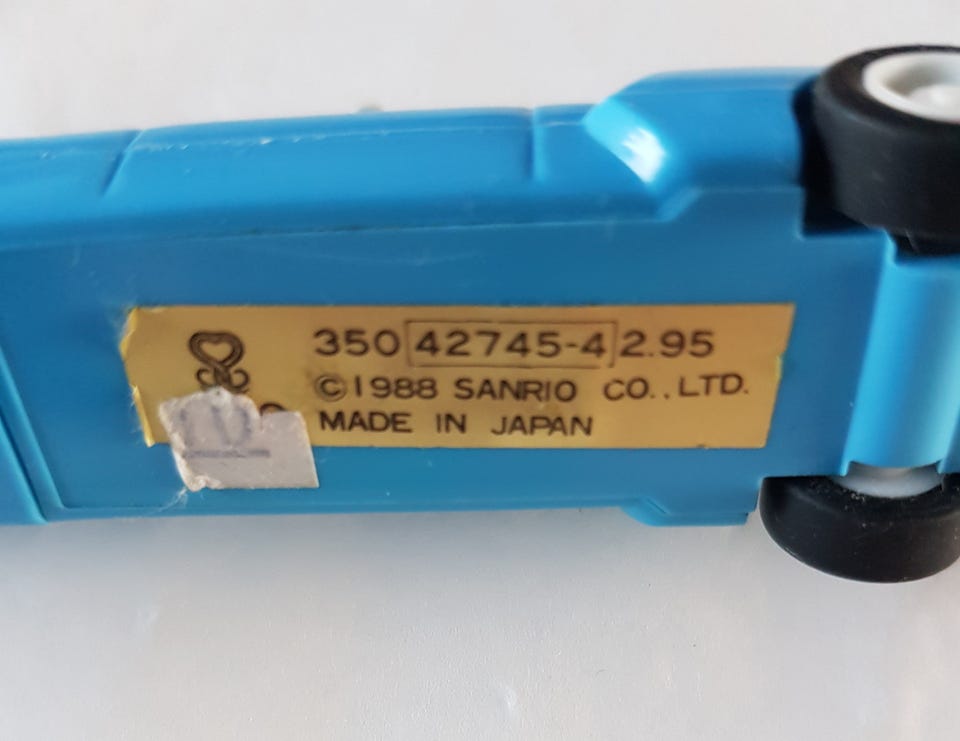 350 42745-4 2.95
©1988 SANRIO CO., LTD.
MADE IN JAPAN